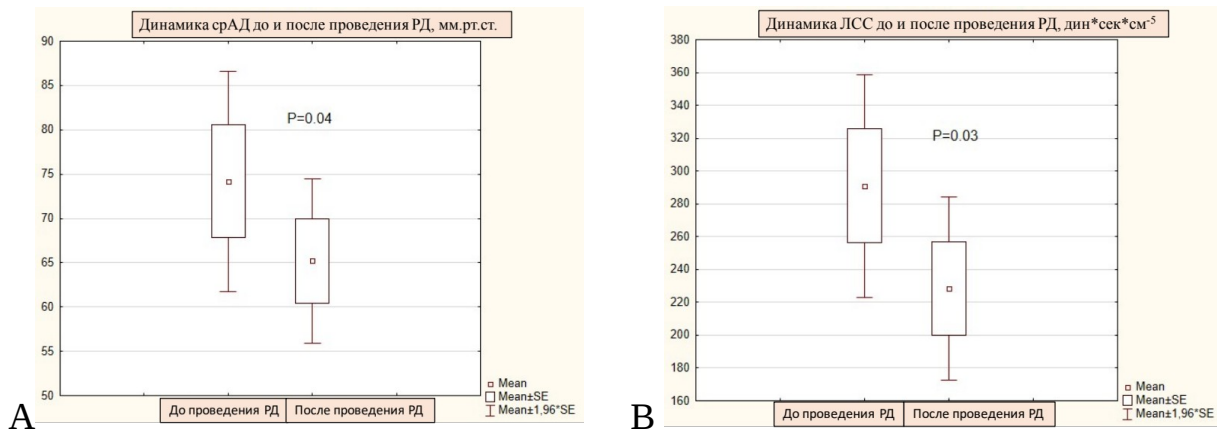 Динамика срАД до и после проведения РД, мм.рт.ст.
90
85
80
75
70
65
60
55
50
P=0.04
До проведения РД
После проведения РД
Mean
Mean±SE
Mean±1,96*SE
А
Динамика ЛСС до и после проведения РД, дин*сек*см⁻⁵
380
360
340
320
300
280
260
240
220
200
180
160
P=0.03
До проведения РД
После проведения РД
Mean
Mean±SE
Mean±1,96*SE
В